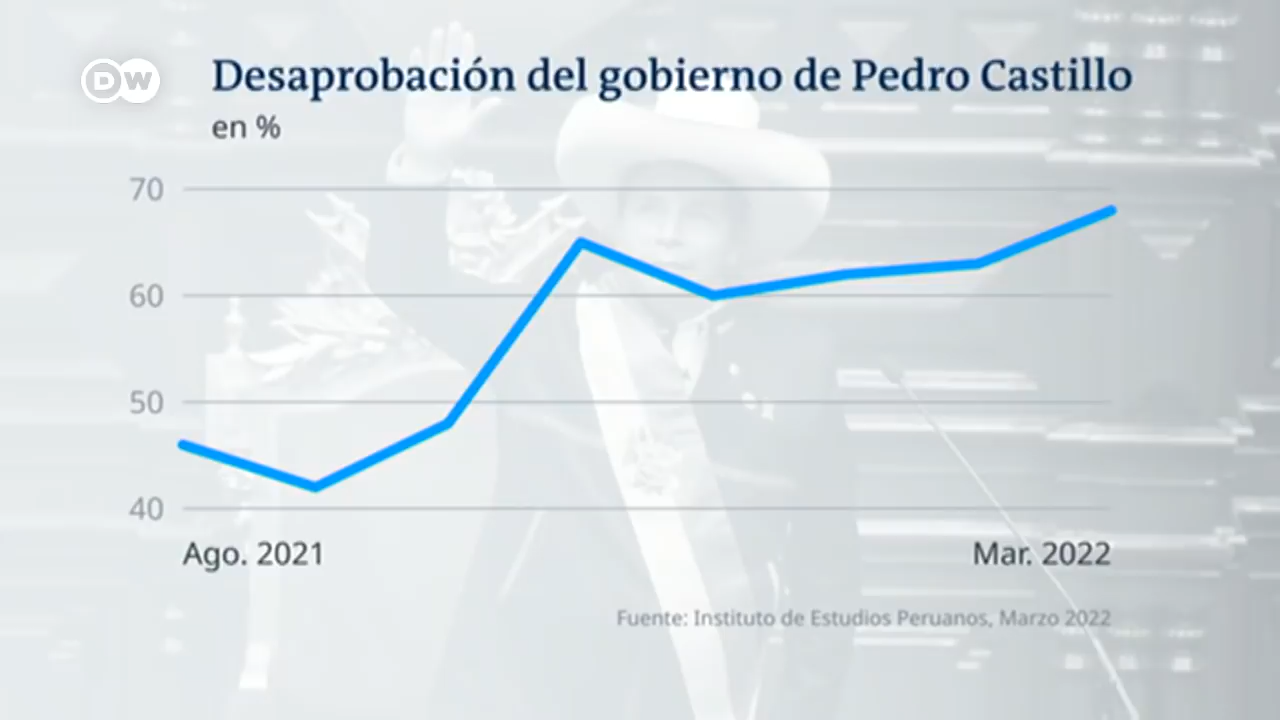 DW
Desaprobación del gobierno de Pedro Castillo
en %
70
60
50
40
Ago. 2021
Mar. 2022
Fuente: Instituto de Estudios Peruanos, Marzo 2022